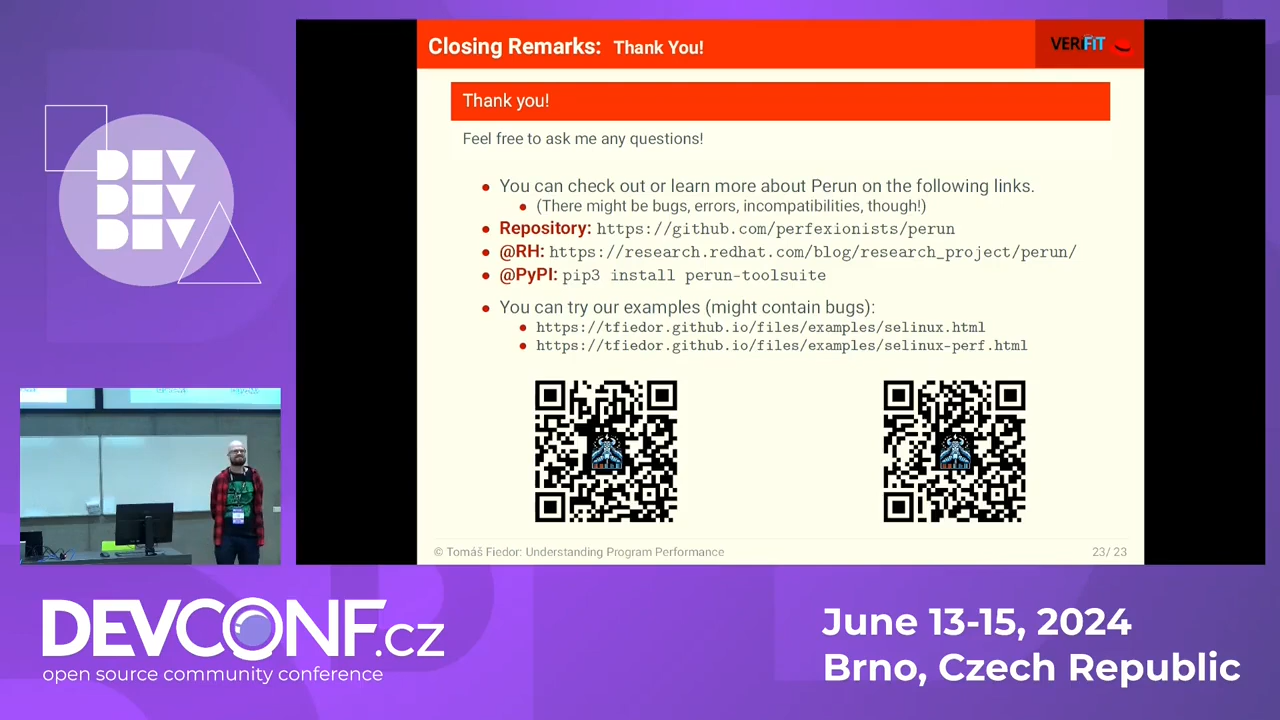 Closing Remarks: Thank You!
VERIFIT
Thank you!
Feel free to ask me any questions!
• You can check out or learn more about Perun on the following links.
• (There might be bugs, errors, incompatibilities, though!)
• Repository: https://github.com/perfexionists/perun
• @RH: https://research.redhat.com/blog/research_project/perun/
• @PyPI: pip3 install perun-toolsuite
• You can try our examples (might contain bugs):
• https://tfiedor.github.io/files/examples/selinux.html
• https://tfiedor.github.io/files/examples/selinux-perf.html
© Tomáš Fiedor: Understanding Program Performance
23/ 23
DEV
DEV
DEV
DEVCONF.cz
open source community conference
June 13-15, 2024
Brno, Czech Republic